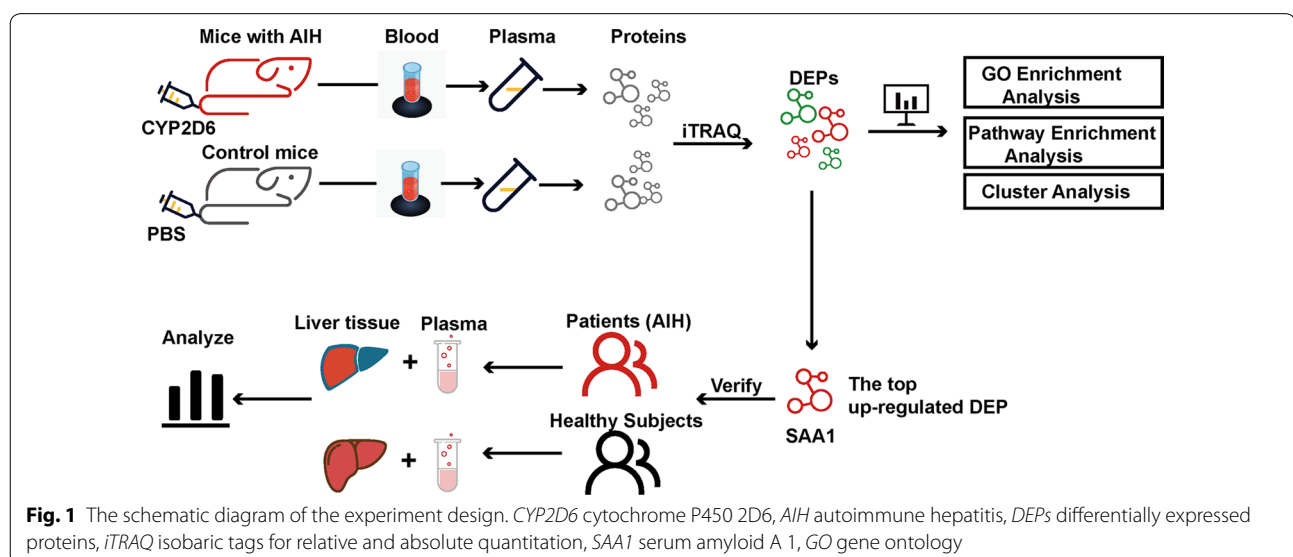 Mice with AIH
Blood
Plasma
Proteins
CYP2D6
Control mice
PBS
iTRAQ
DEPs
GO Enrichment
Analysis
Pathway Enrichment
Analysis
Cluster Analysis
Analyze
Liver tissue
Plasma
+
Patients (AIH)
Verify
SAA1
The top
up-regulated DEP
Healthy Subjects
+
Fig. 1 The schematic diagram of the experiment design. CYP2D6 cytochrome P450 2D6, AIH autoimmune hepatitis, DEPs differentially expressed
proteins, iTRAQ isobaric tags for relative and absolute quantitation, SAA1 serum amyloid A 1, GO gene ontology